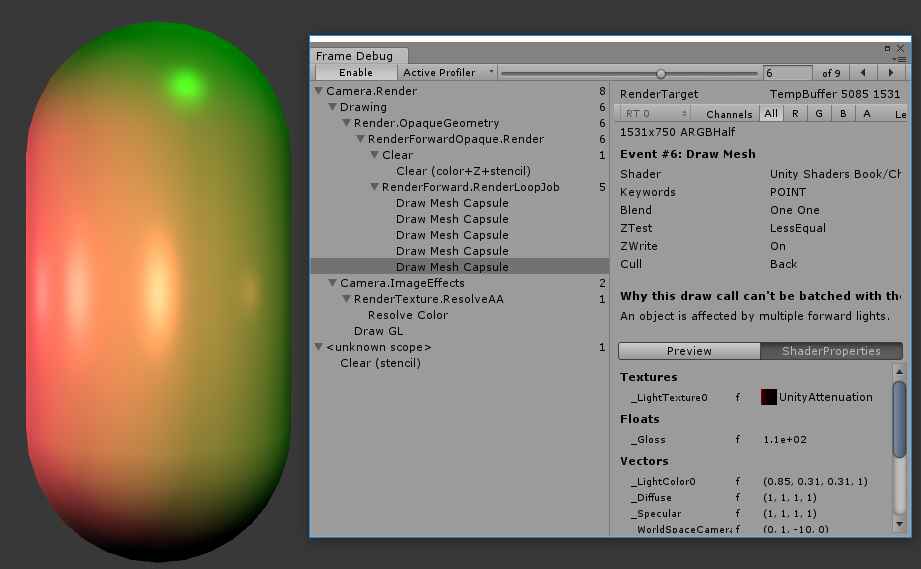 Frame Debug
Enable Active Profiler 6 of 9
Camera.Render 8
Drawing 6
Render.OpaqueGeometry 6
RenderForwardOpaque.Render 6
Clear 1
Clear (color+Z+stencil)
RenderForward.RenderLoopJob 5
Draw Mesh Capsule
Draw Mesh Capsule
Draw Mesh Capsule
Draw Mesh Capsule
Draw Mesh Capsule
Camera.ImageEffects 2
RenderTexture.ResolveAA 1
Resolve Color
Draw GL
<unknown scope> 1
Clear (stencil)
RenderTarget TempBuffer 5085 1531
RT 0 Channels All R G B A Le
1531x750 ARGBHalf
Event #6: Draw Mesh
Shader Unity Shaders Book/Ch
Keywords POINT
Blend One One
ZTest LessEqual
ZWrite On
Cull Back
Why this draw call can't be batched with the
An object is affected by multiple forward lights.
Preview ShaderProperties
Textures
_LightTexture0 f UnityAttenuation
Floats
_Gloss f 1.1e+02
Vectors
_LightColor0 f (0.85, 0.31, 0.31, 1)
_Diffuse f (1, 1, 1, 1)
_Specular f (1, 1, 1, 1)
_WorldSpaceCamera f (0, 1, -10, 0)